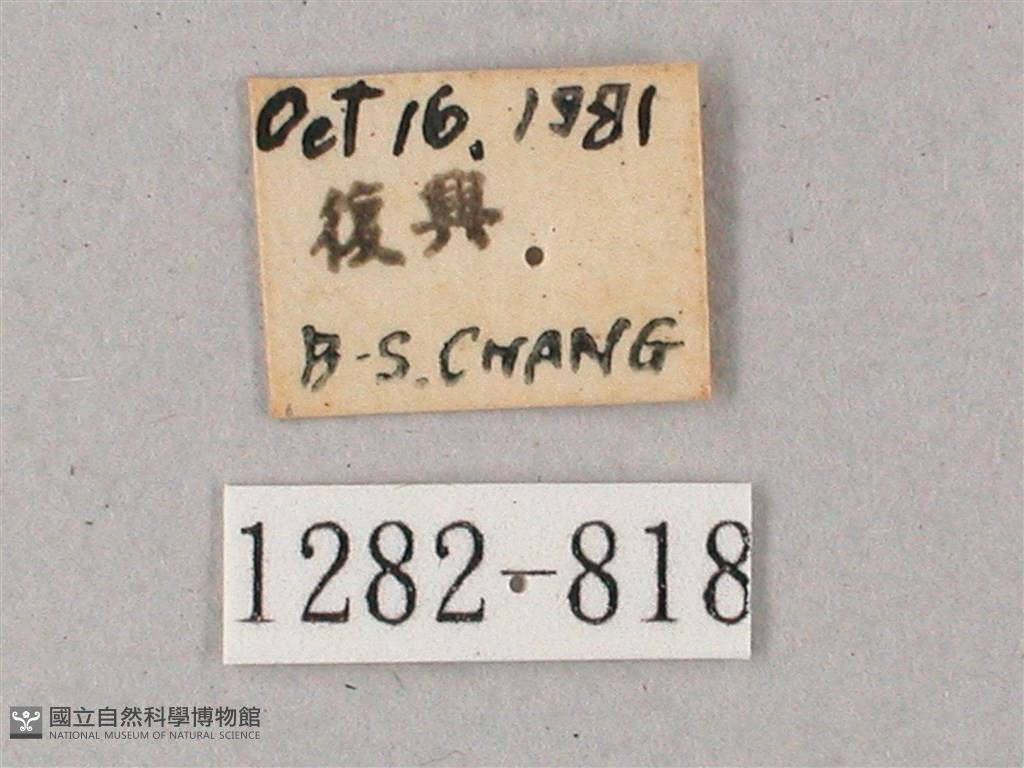 Oct 16. 1981
復興
B-S. CHANG
1282-818
國立自然科學博物館
NATIONAL MUSEUM OF NATURAL SCIENCE